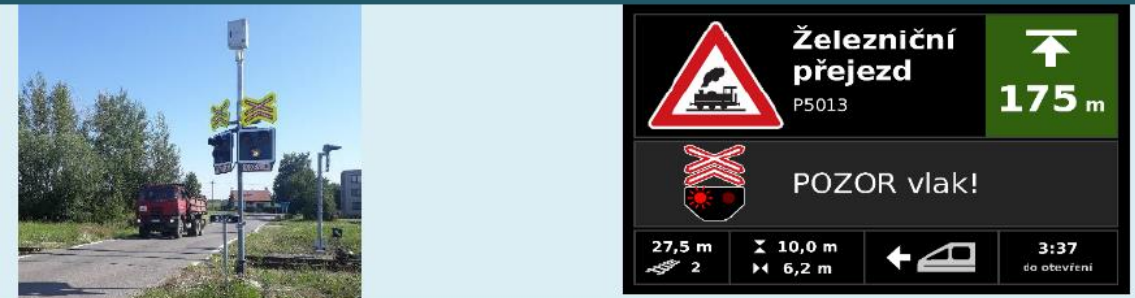 Železniční
přejezd
P5013
175 m
POZOR vlak!
27,5 m
2
10,0 m
6,2 m
3:37
do otevření